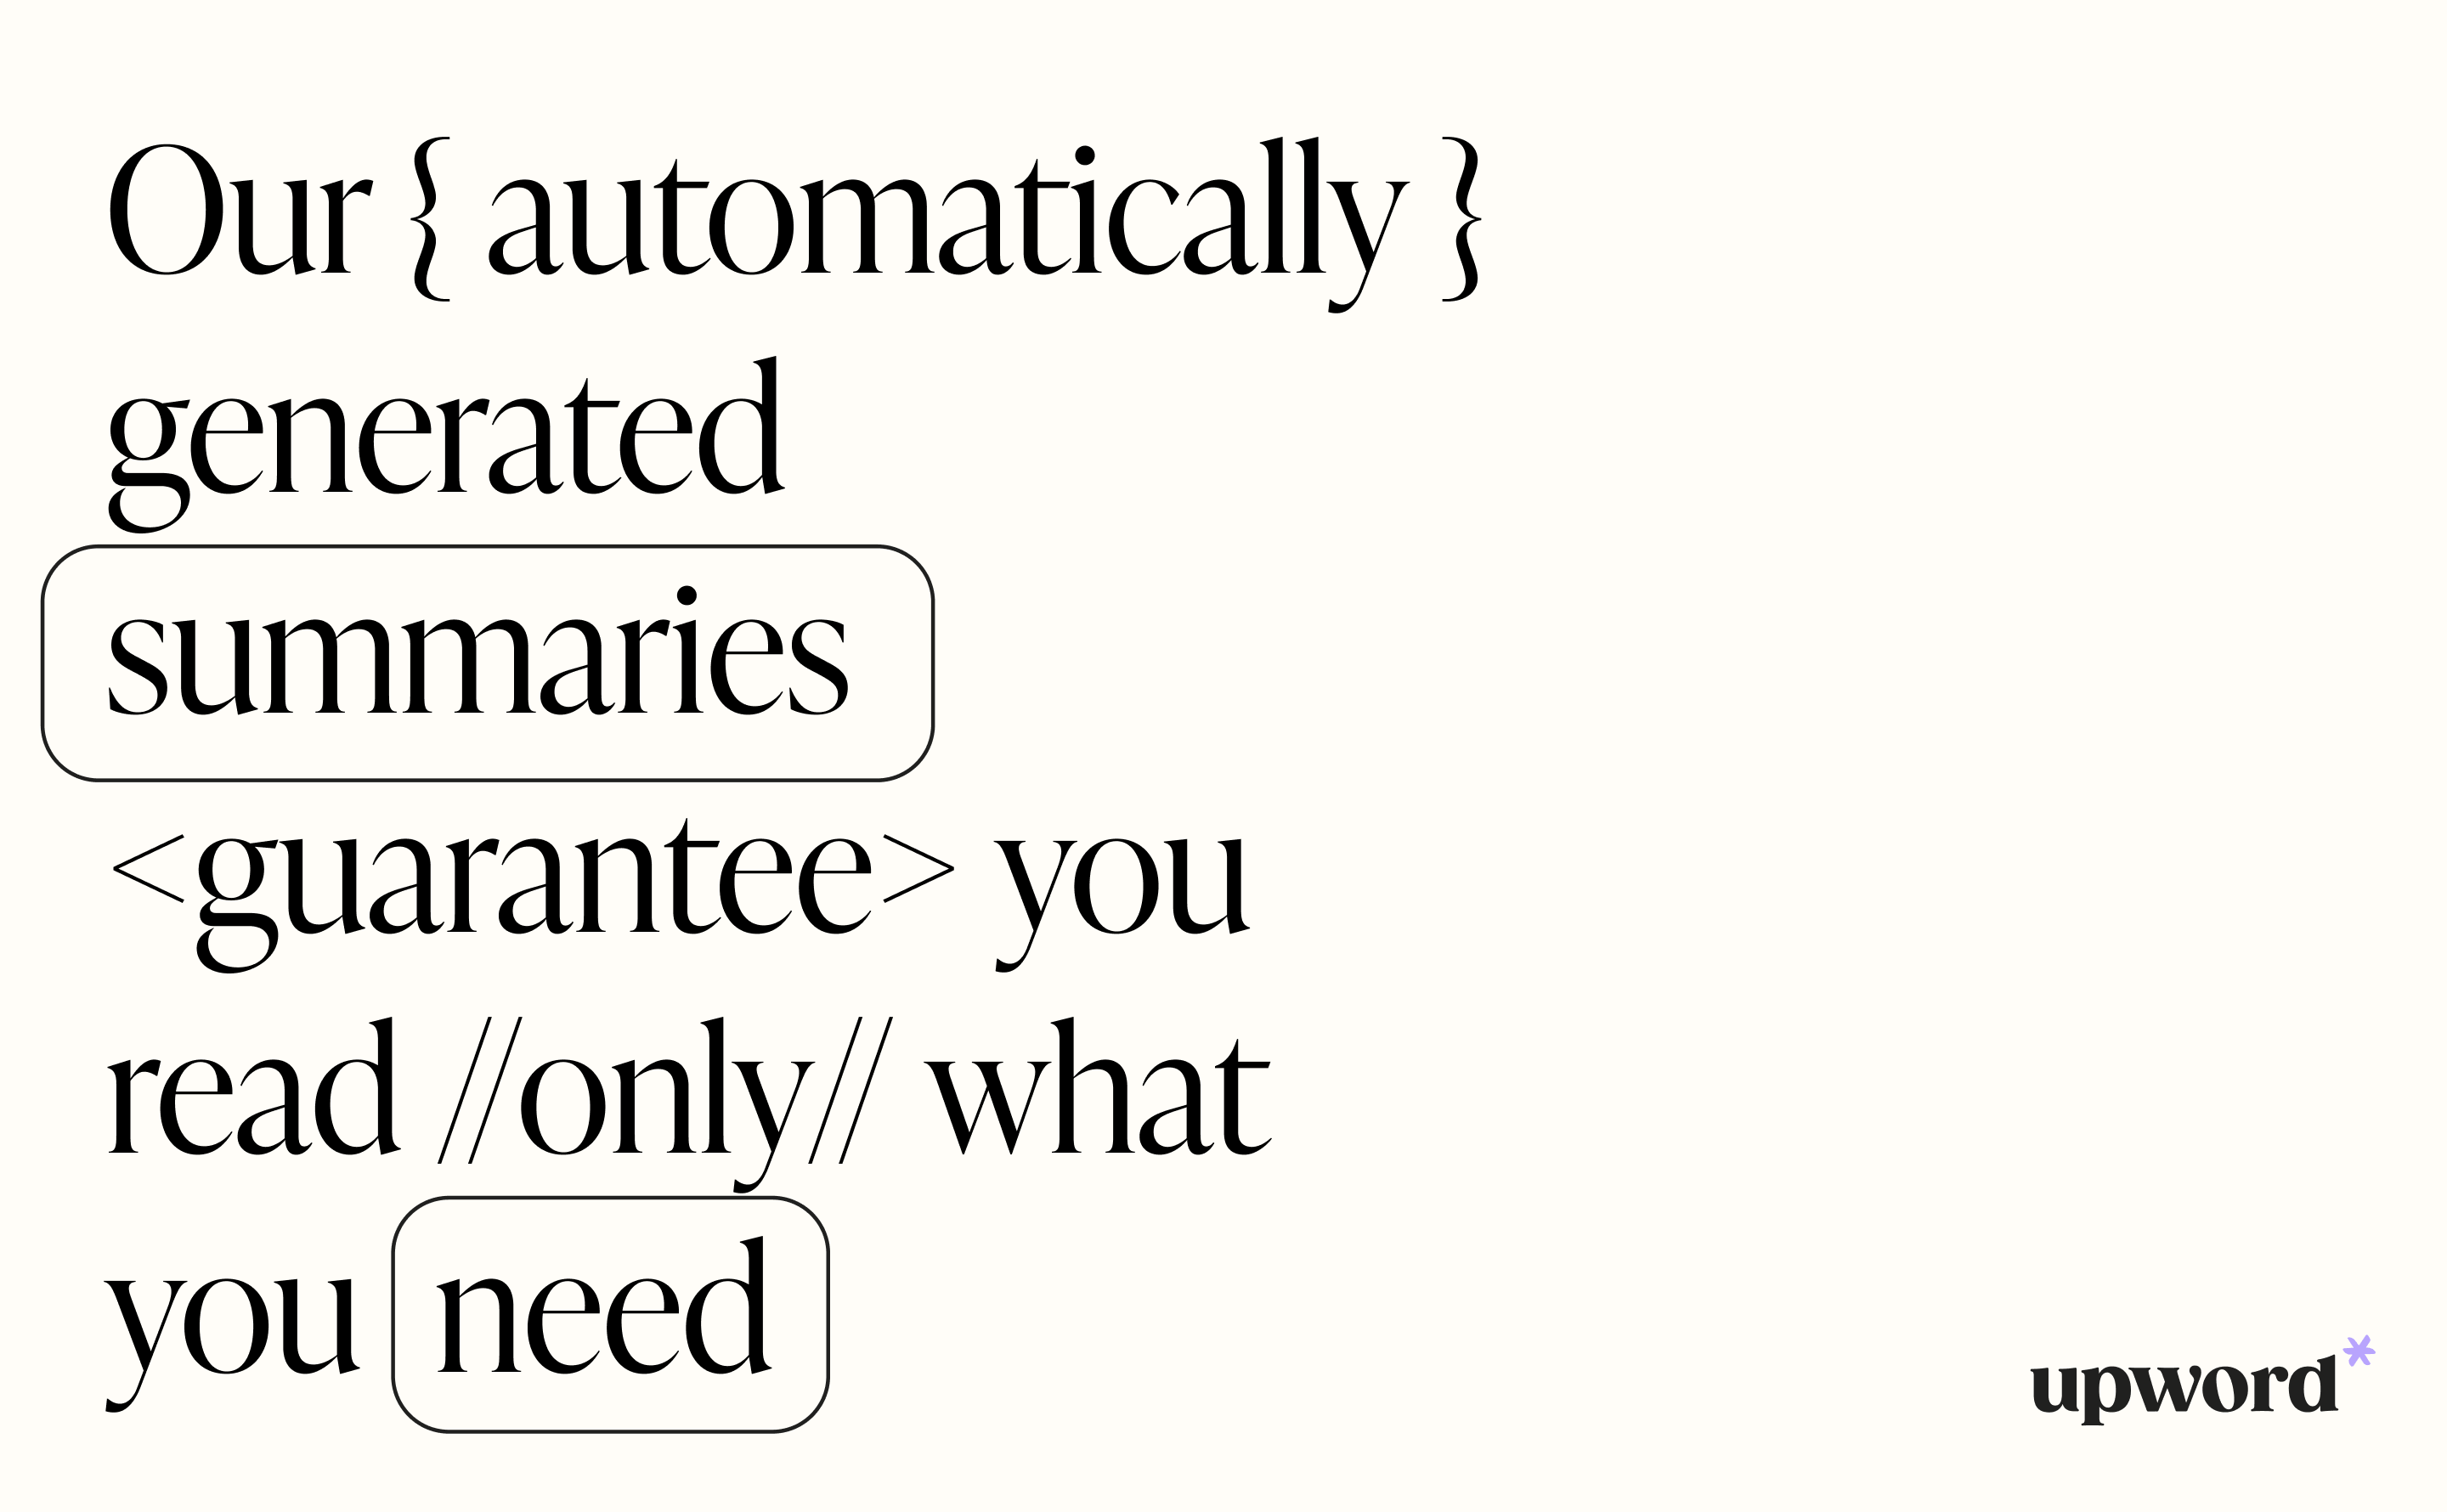 Our { automatically }
generated
summaries
<guarantee> you
read //only// what
you need
upword